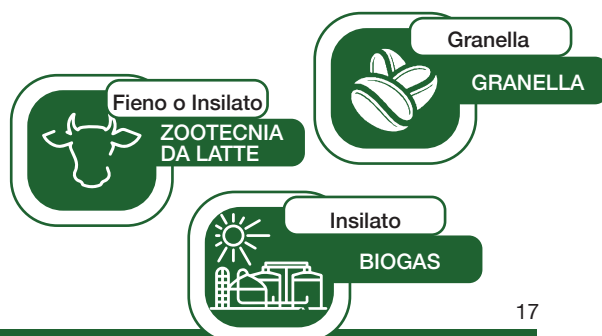 Granella
GRANELLA
Fieno o Insilato
ZOOTECNIA
DA LATTE
Insilato
BIOGAS
17